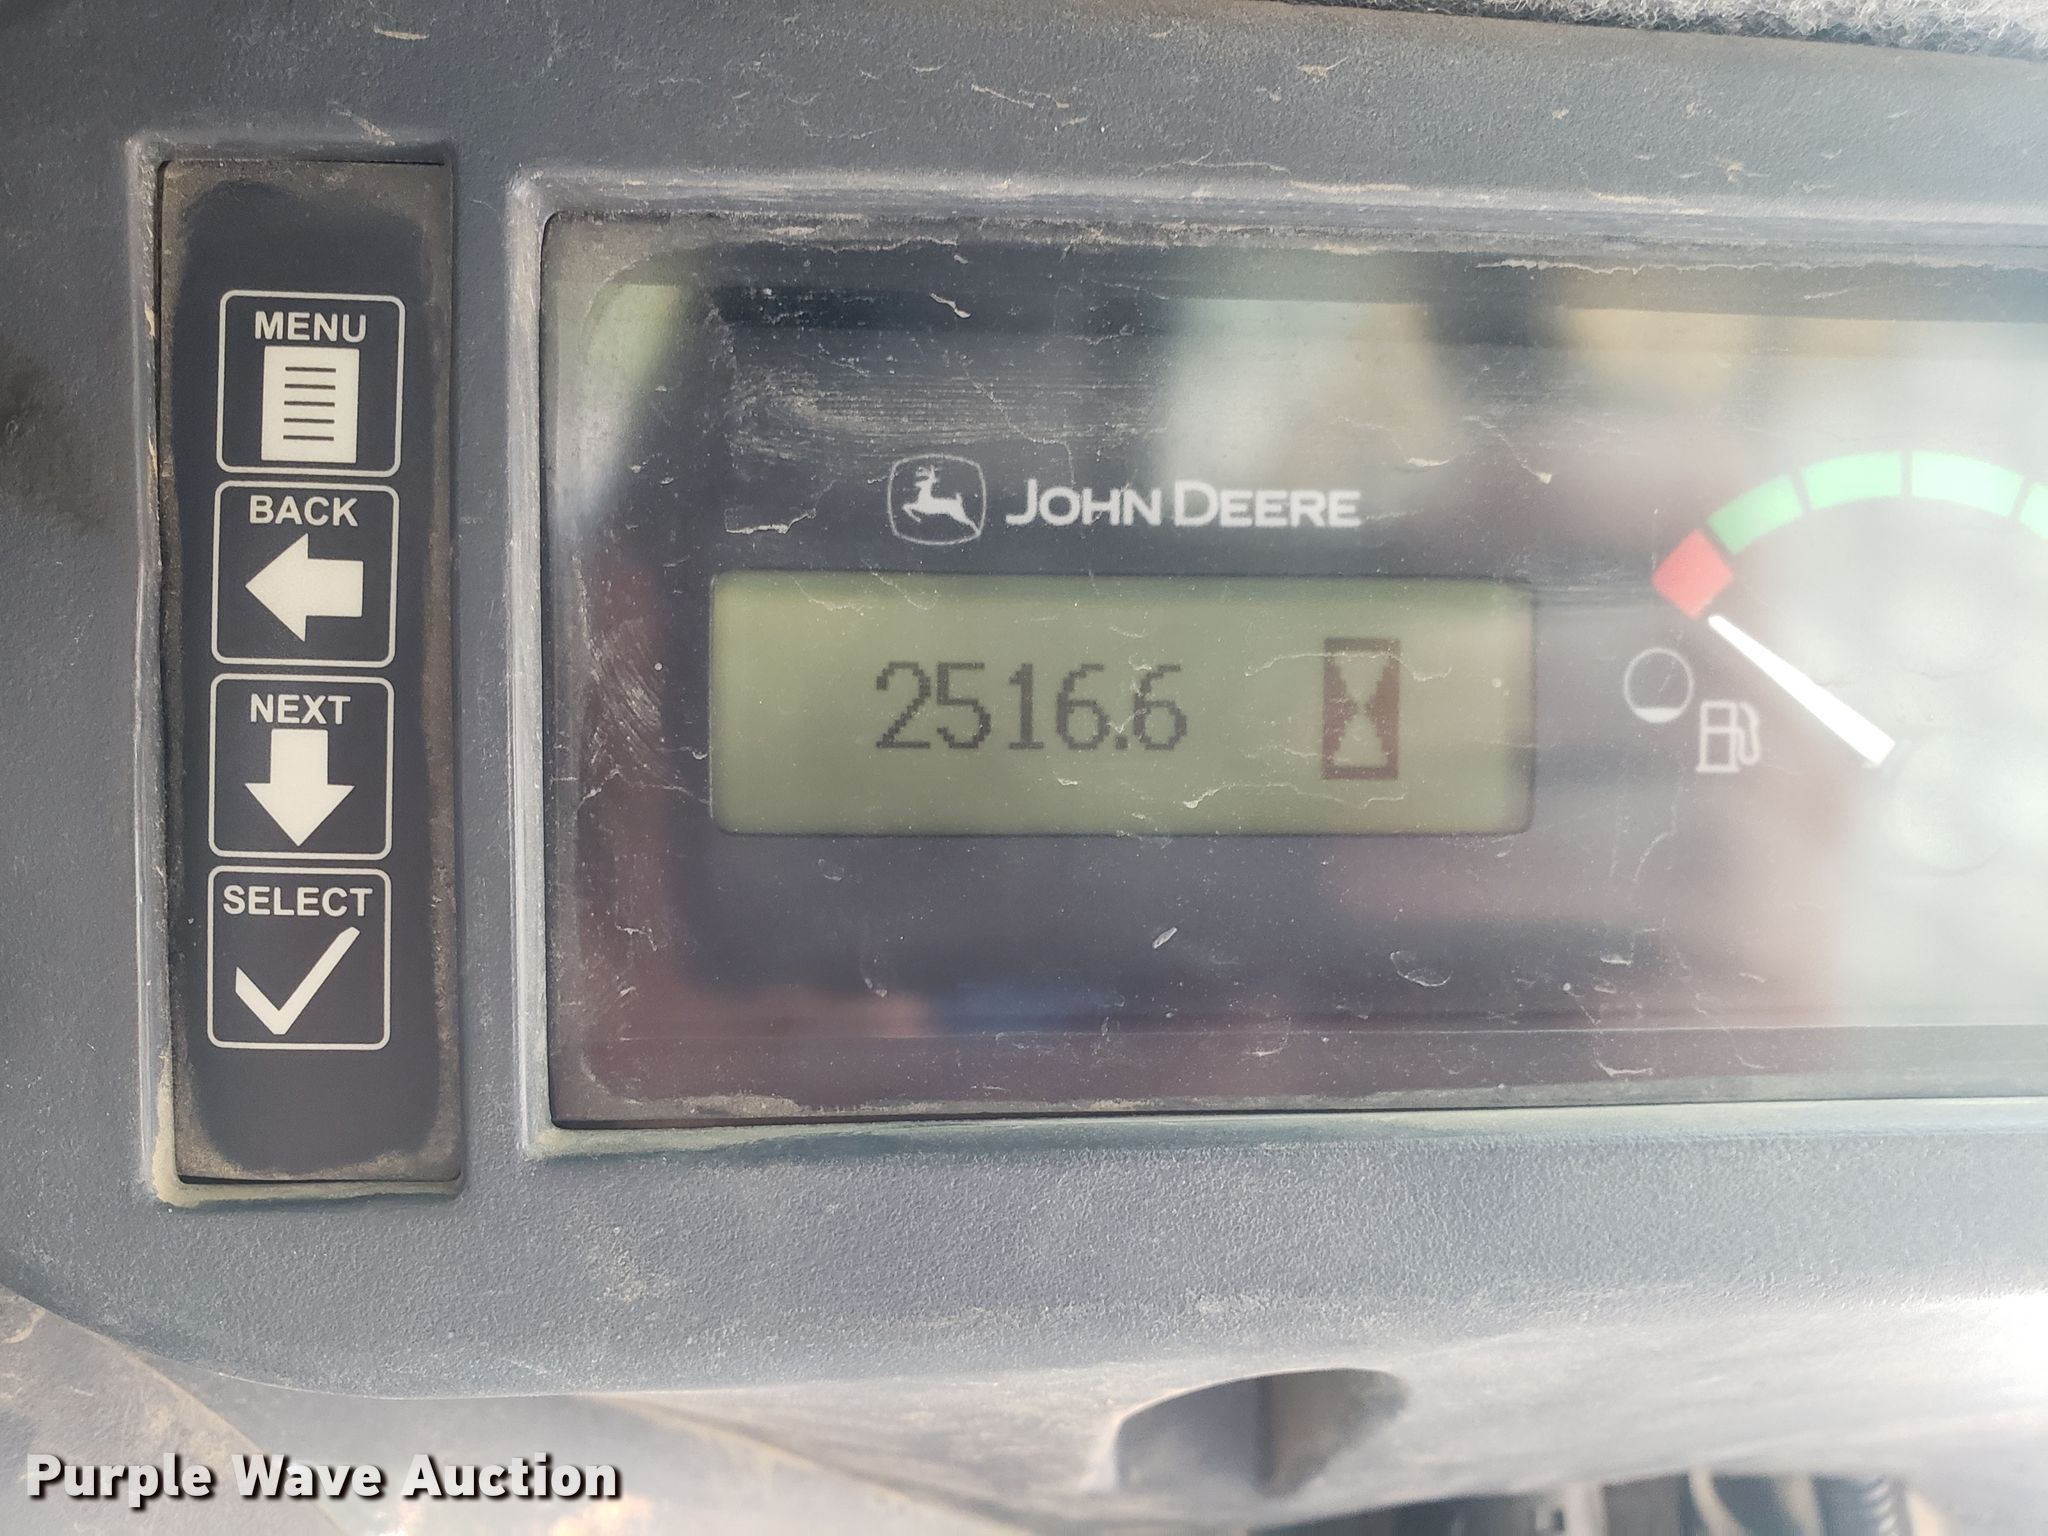 MENU
BACK
NEXT
SELECT
JOHN DEERE
2516.6
Purple Wave Auction